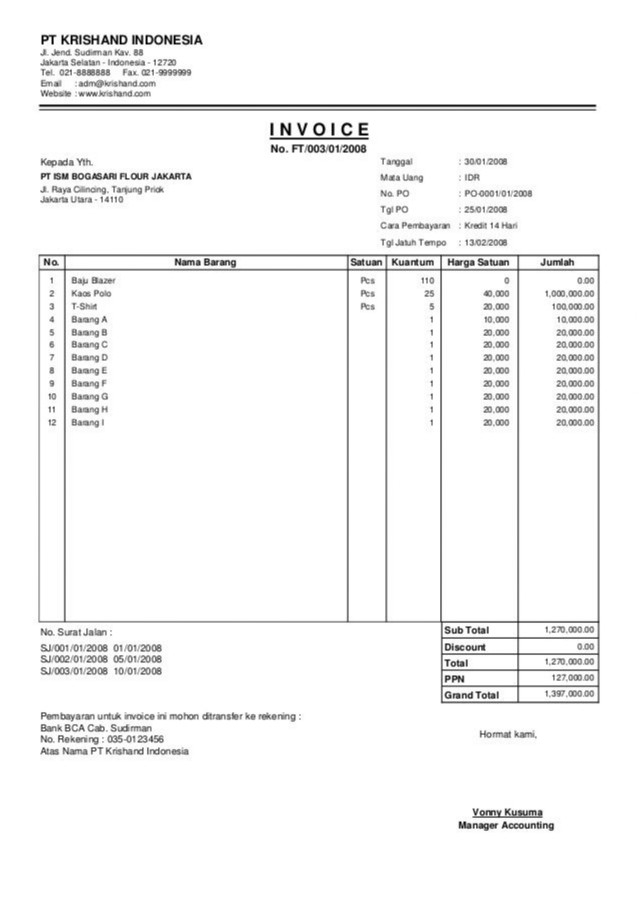 PT KRISHAND INDONESIA
Jl. Jend. Sudirman Kav. 88
Jakarta Selatan - Indonesia - 12720
Tel. 021-8888888 Fax. 021-9999999
Email : adm@krishand.com
Website : www.krishand.com
INVOICE
No. FT/003/01/2008
Kepada Yth.
PT ISM BOGASARI FLOUR JAKARTA
Jl. Raya Cilincing, Tanjung Priok
Jakarta Utara - 14110
Tanggal : 30/01/2008
Mata Uang : IDR
No. PO : PO-0001/01/2008
Tgl PO : 25/01/2008
Cara Pembayaran : Kredit 14 Hari
Tgl Jatuh Tempo : 13/02/2008
No. Nama Barang Satuan Kuantum Harga Satuan Jumlah
1 Baju Blazer Pcs 110 0 0.00
2 Kaos Polo Pcs 25 40,000 1,000,000.00
3 T-Shirt Pcs 5 20,000 100,000.00
4 Barang A 1 10,000 10,000.00
5 Barang B 1 20,000 20,000.00
6 Barang C 1 20,000 20,000.00
7 Barang D 1 20,000 20,000.00
8 Barang E 1 20,000 20,000.00
9 Barang F 1 20,000 20,000.00
10 Barang G 1 20,000 20,000.00
11 Barang H 1 20,000 20,000.00
12 Barang I 1 20,000 20,000.00
No. Surat Jalan :
SJ/001/01/2008 01/01/2008
SJ/002/01/2008 05/01/2008
SJ/003/01/2008 10/01/2008
Sub Total 1,270,000.00
Discount 0.00
Total 1,270,000.00
PPN 127,000.00
Grand Total 1,397,000.00
Pembayaran untuk invoice ini mohon ditransfer ke rekening :
Bank BCA Cab. Sudirman
No. Rekening : 035-0123456
Atas Nama PT Krishand Indonesia
Hormat kami,
Vonny Kusuma
Manager Accounting